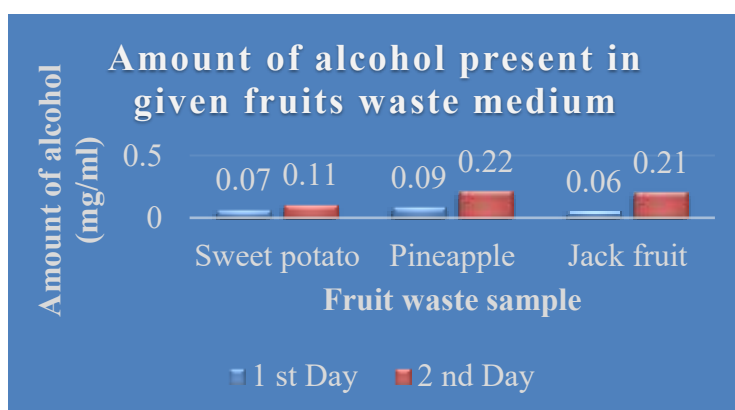 Amount of alcohol present in
given fruits waste medium
Amount of alcohol
(mg/ml)
0.5
0
0.07 0.11 0.09 0.22 0.06 0.21
Sweet potato Pineapple Jack fruit
Fruit waste sample
1 st Day 2 nd Day